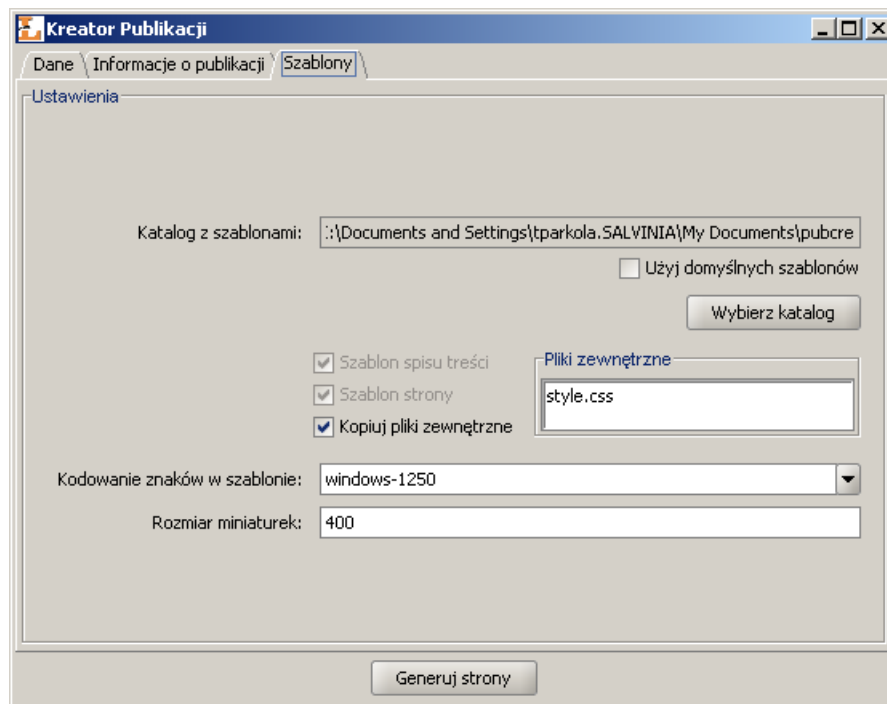 Kreator Publikacji
Dane Informacje o publikacji Szablony
Ustawienia
Katalog z szablonami: :\Documents and Settings\tparkola.SALVINIA\My Documents\pubcre
Użyj domyślnych szablonów
Wybierz katalog
Szablon spisu treści
Szablon strony
Kopiuj pliki zewnętrzne
Pliki zewnętrzne
style.css
Kodowanie znaków w szablonie: windows-1250
Rozmiar miniaturek: 400
Generuj strony